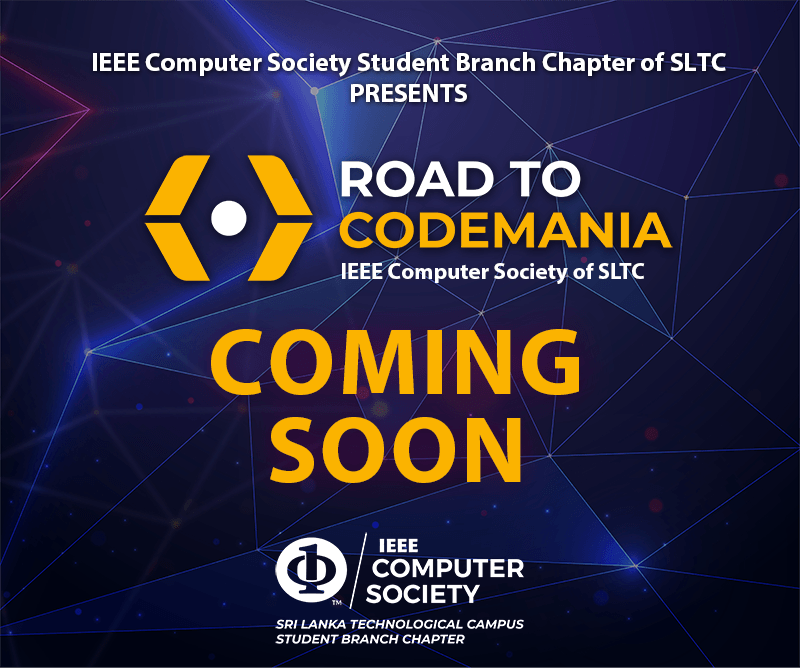 IEEE Computer Society Student Branch Chapter of SLTC
PRESENTS
ROAD TO
CODEMANIA
IEEE Computer Society of SLTC
COMING
SOON
IEEE
COMPUTER
SOCIETY
TM
SRI LANKA TECHNOLOGICAL CAMPUS
STUDENT BRANCH CHAPTER